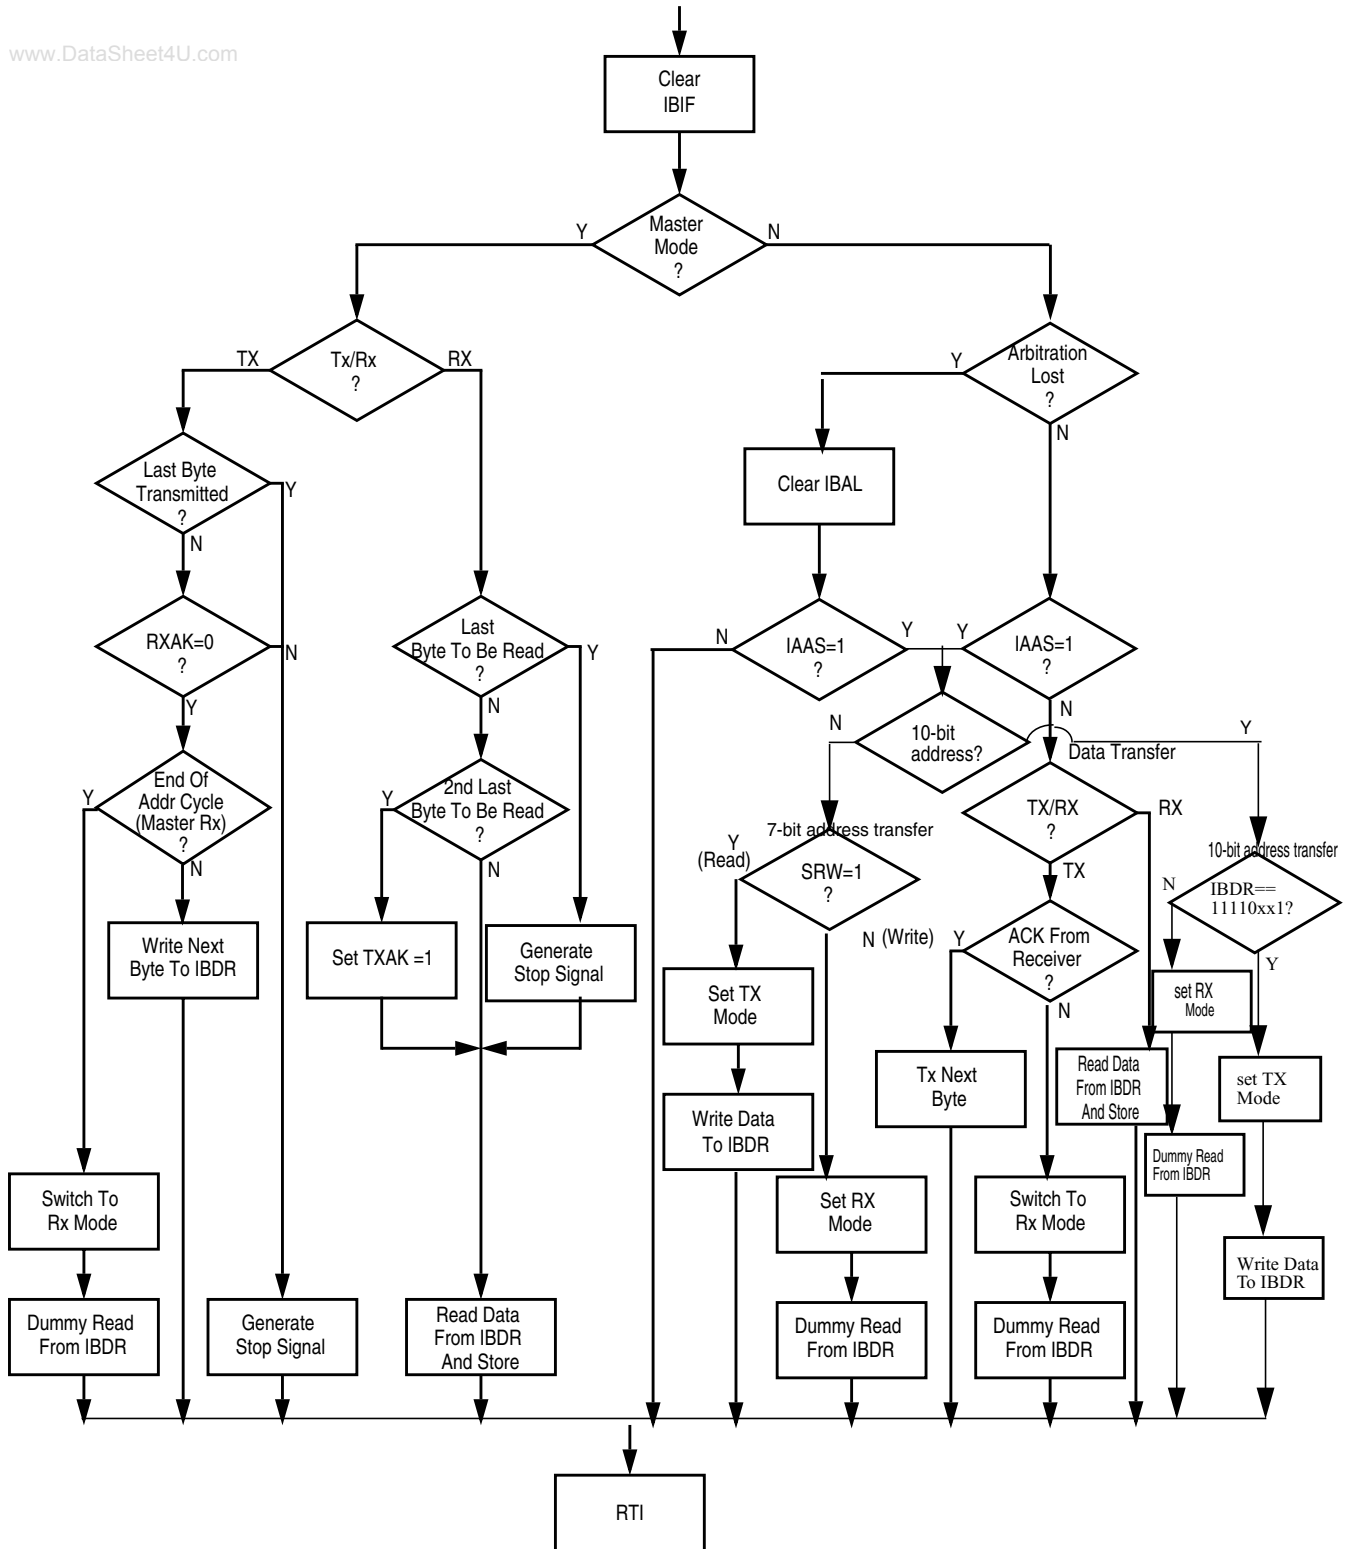 www.DataSheet4U.com
Clear
IBIF
Master
Mode
?
Y
N
Tx/Rx
?
TX
RX
Arbitration
Lost
?
Y
N
Last Byte
Transmitted
?
Y
N
Clear IBAL
RXAK=0
?
N
Y
Last
Byte To Be Read
?
Y
N
IAAS=1
?
N
Y
Y
IAAS=1
?
N
10-bit
address?
N
Y
Data Transfer
End Of
Addr Cycle
(Master Rx)
?
Y
N
2nd Last
Byte To Be Read
?
Y
N
7-bit address transfer
Y
(Read)
SRW=1
?
N (Write)
TX/RX
?
RX
TX
10-bit address transfer
N
IBDR==
11110xx1?
Y
Write Next
Byte To IBDR
Set TXAK =1
Generate
Stop Signal
Y
ACK From
Receiver
?
N
Set TX
Mode
set RX
Mode
Tx Next
Byte
Read Data
From IBDR
And Store
set TX
Mode
Write Data
To IBDR
Dummy Read
From IBDR
Switch To
Rx Mode
Set RX
Mode
Switch To
Rx Mode
Write Data
To IBDR
Dummy Read
From IBDR
Generate
Stop Signal
Read Data
From IBDR
And Store
Dummy Read
From IBDR
Dummy Read
From IBDR
RTI